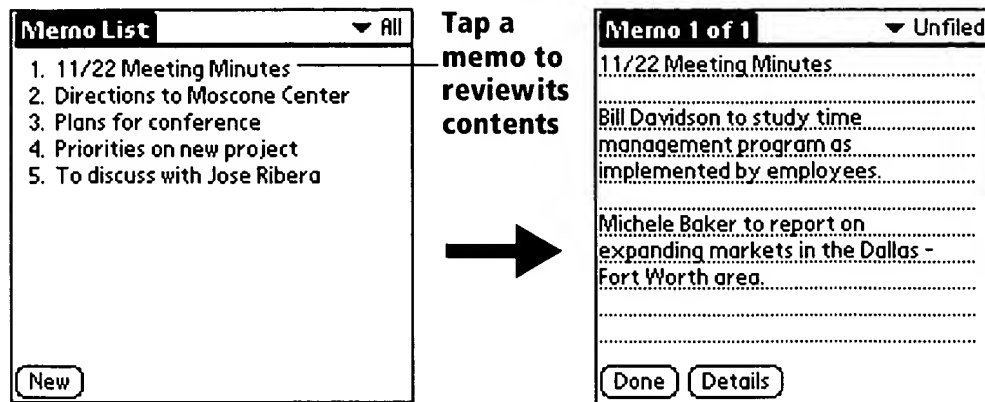 Memo List
All
1. 11/22 Meeting Minutes
2. Directions to Moscone Center
3. Plans for conference
4. Priorities on new project
5. To discuss with Jose Ribera
New
Tap a
memo to
reviewits
contents
Memo 1 of 1
Unfiled
11/22 Meeting Minutes
Bill Davidson to study time
management program as
implemented by employees.
Michele Baker to report on
expanding markets in the Dallas -
Fort Worth area.
Done
Details